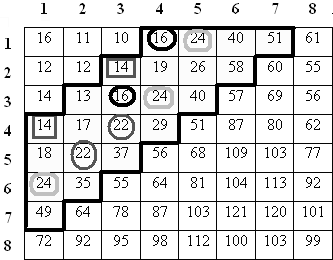 1 2 3 4 5 6 7 8
1 16 11 10 16 24 40 51 61
2 12 12 14 19 26 58 60 55
3 14 13 16 24 40 57 69 56
4 14 17 22 29 51 87 80 62
5 18 22 37 56 68 109 103 77
6 24 35 55 64 81 104 113 92
7 49 64 78 87 103 121 120 101
8 72 92 95 98 112 100 103 99